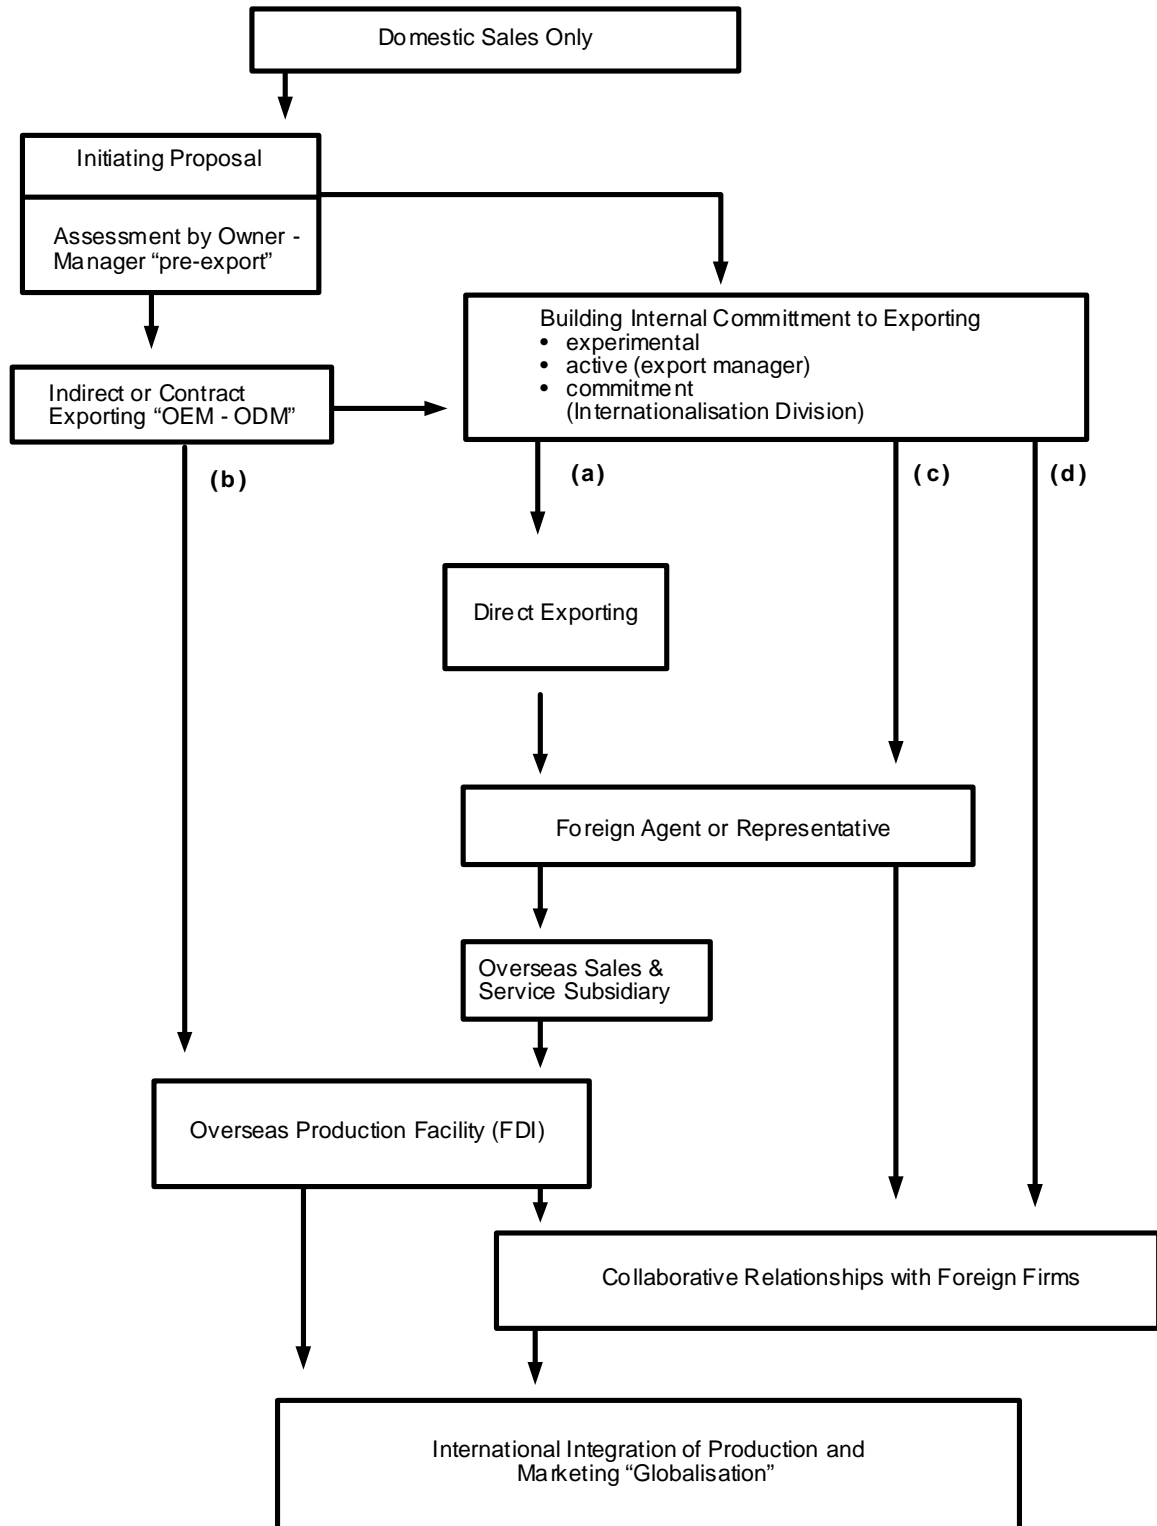 Domestic Sales Only
Initiating Proposal
Assessment by Owner -
Manager “pre-export”
Building Internal Committment to Exporting
• experimental
• active (export manager)
• commitment
(Internationalisation Division)
Indirect or Contract
Exporting “OEM - ODM”
(b)
(a)
(c)
(d)
Direct Exporting
Foreign Agent or Representative
Overseas Sales &
Service Subsidiary
Overseas Production Facility (FDI)
Collaborative Relationships with Foreign Firms
International Integration of Production and
Marketing “Globalisation”